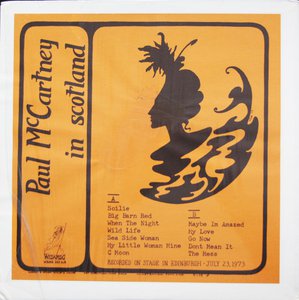 Paul McCartney
in scotland
A
Soilie
Big Barn Red
When The Night
Wild Life
Sea Side Woman
My Little Woman Mine
C Moon
B
Maybe Im Amazed
My Love
Go Now
Dont Mean It
The Mess
RECORDED ON STAGE IN EDINBURGH-JULY 23,1973
WIZARDO